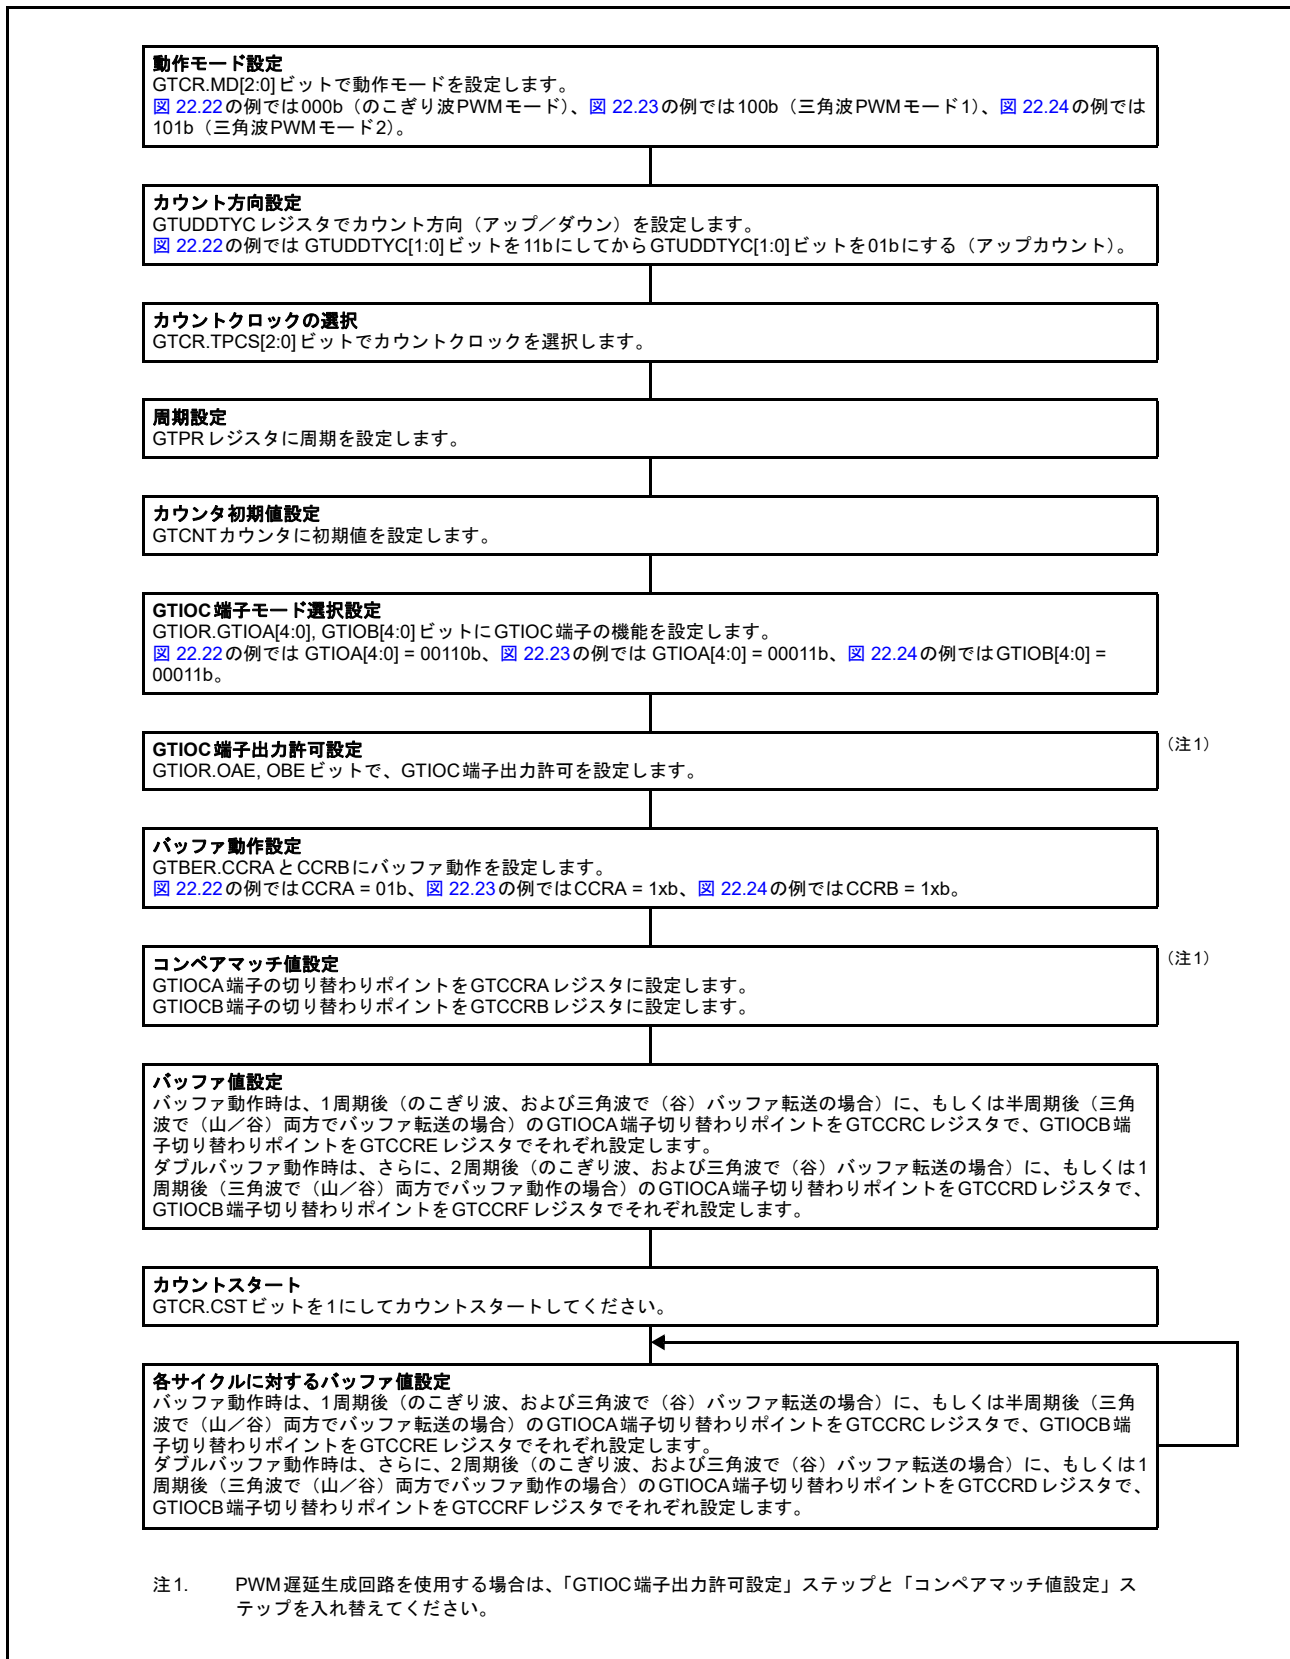 動作モード設定
GTCR.MD[2:0]ビットで動作モードを設定します。
図 22.22の例では000b（のこぎり波PWMモード）、図 22.23の例では100b（三角波PWMモード1）、図 22.24の例では
101b（三角波PWMモード2）。
カウント方向設定
GTUDDTYCレジスタでカウント方向（アップ／ダウン）を設定します。
図 22.22の例では GTUDDTYC[1:0]ビットを11bにしてからGTUDDTYC[1:0]ビットを01bにする（アップカウント）。
カウントクロックの選択
GTCR.TPCS[2:0]ビットでカウントクロックを選択します。
周期設定
GTPRレジスタに周期を設定します。
カウンタ初期値設定
GTCNTカウンタに初期値を設定します。
GTIOC端子モード選択設定
GTIOR.GTIOA[4:0], GTIOB[4:0]ビットにGTIOC端子の機能を設定します。
図 22.22の例では GTIOA[4:0] = 00110b、図 22.23の例では GTIOA[4:0] = 00011b、図 22.24の例ではGTIOB[4:0] =
00011b。
GTIOC端子出力許可設定
（注1）
GTIOR.OAE, OBEビットで、GTIOC端子出力許可を設定します。
バッファ動作設定
GTBER.CCRAとCCRBにバッファ動作を設定します。
図 22.22の例ではCCRA = 01b、図 22.23の例ではCCRA = 1xb、図 22.24の例ではCCRB = 1xb。
コンペアマッチ値設定
（注1）
GTIOCA端子の切り替わりポイントをGTCCRAレジスタに設定します。
GTIOCB端子の切り替わりポイントをGTCCRBレジスタに設定します。
バッファ値設定
バッファ動作時は、1周期後（のこぎり波、および三角波で（谷）バッファ転送の場合）に、もしくは半周期後（三角
波で（山／谷）両方でバッファ転送の場合）のGTIOCA端子切り替わりポイントをGTCCRCレジスタで、GTIOCB端
子切り替わりポイントをGTCCREレジスタでそれぞれ設定します。
ダブルバッファ動作時は、さらに、2周期後（のこぎり波、および三角波で（谷）バッファ転送の場合）に、もしくは1
周期後（三角波で（山／谷）両方でバッファ動作の場合）のGTIOCA端子切り替わりポイントをGTCCRDレジスタで、
GTIOCB端子切り替わりポイントをGTCCRFレジスタでそれぞれ設定します。
カウントスタート
GTCR.CSTビットを1にしてカウントスタートしてください。
各サイクルに対するバッファ値設定
バッファ動作時は、1周期後（のこぎり波、および三角波で（谷）バッファ転送の場合）に、もしくは半周期後（三角
波で（山／谷）両方でバッファ転送の場合）のGTIOCA端子切り替わりポイントをGTCCRCレジスタで、GTIOCB端
子切り替わりポイントをGTCCREレジスタでそれぞれ設定します。
ダブルバッファ動作時は、さらに、2周期後（のこぎり波、および三角波で（谷）バッファ転送の場合）に、もしくは1
周期後（三角波で（山／谷）両方でバッファ動作の場合）のGTIOCA端子切り替わりポイントをGTCCRDレジスタで、
GTIOCB端子切り替わりポイントをGTCCRFレジスタでそれぞれ設定します。
注1. PWM遅延生成回路を使用する場合は、「GTIOC端子出力許可設定」ステップと「コンペアマッチ値設定」ス
テップを入れ替えてください。